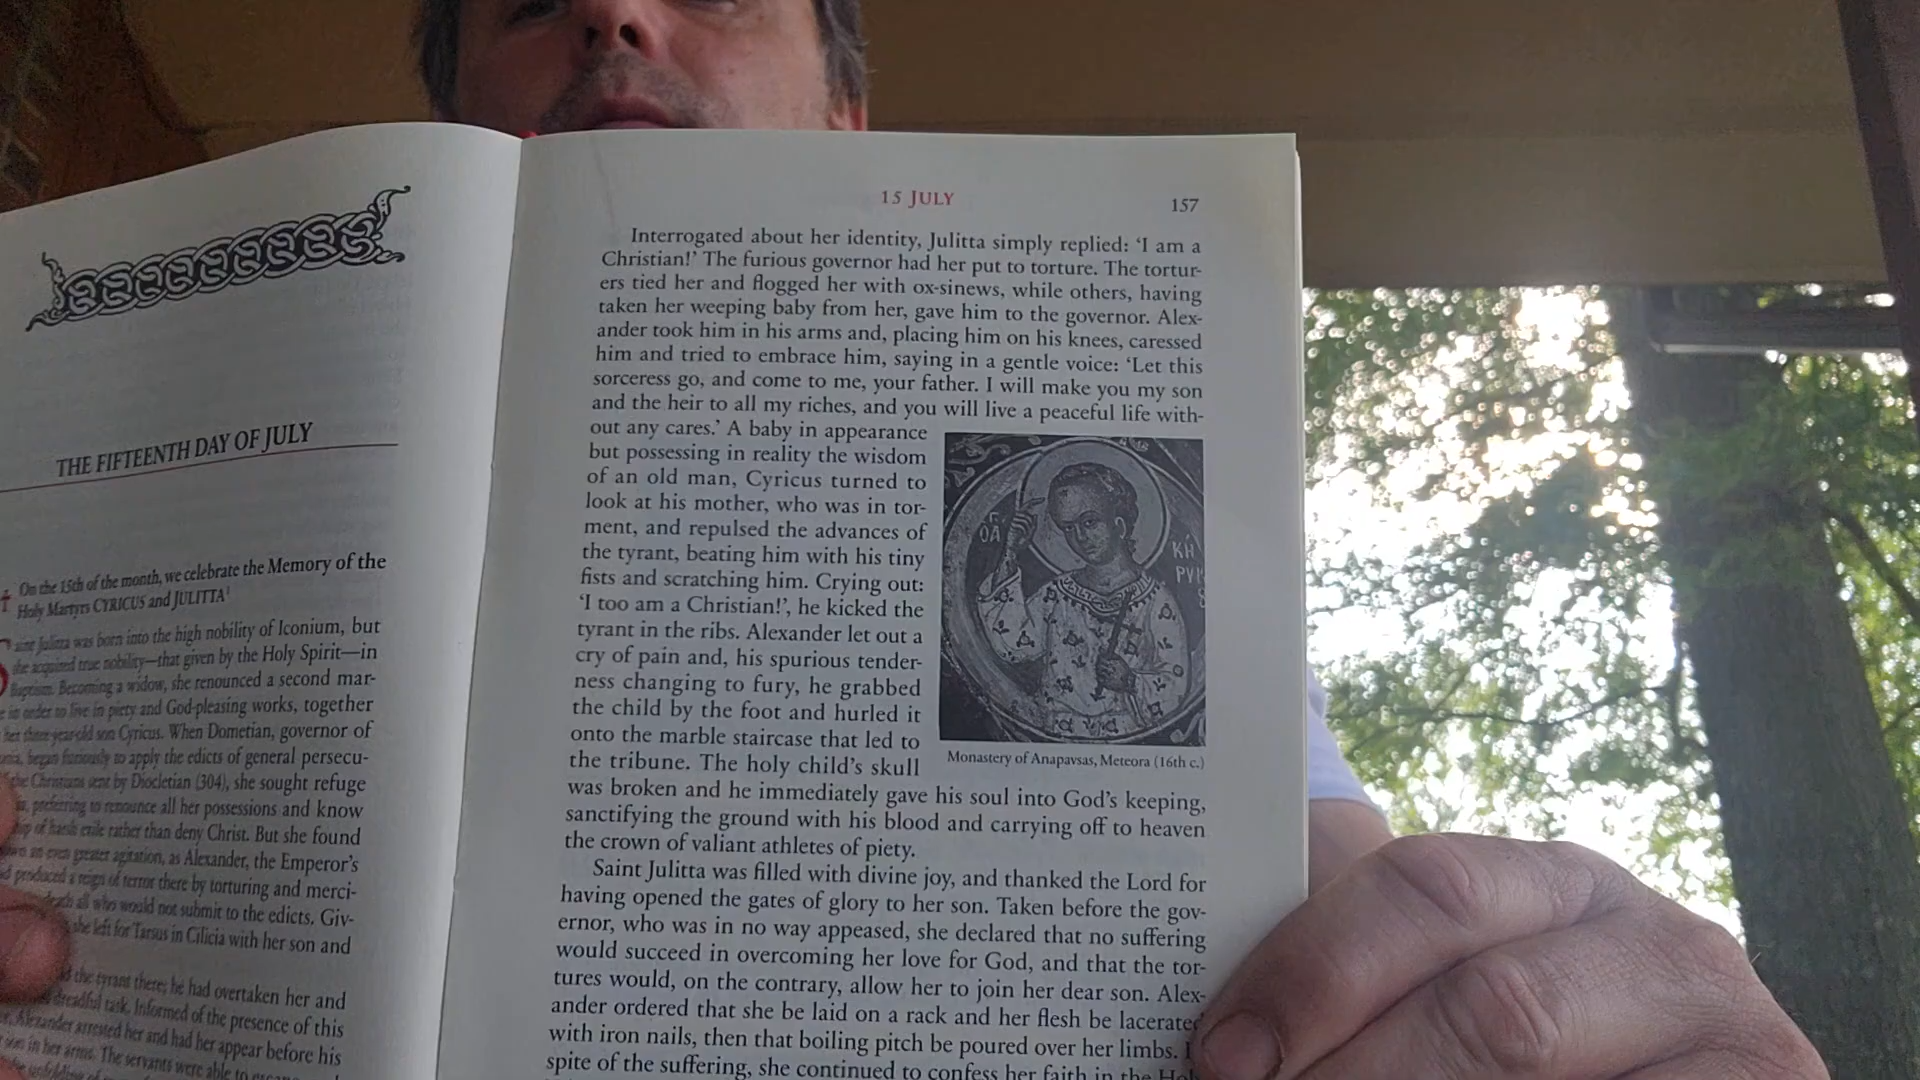 THE FIFTEENTH DAY OF JULY
On the 15th of the month, we celebrate the Memory of the
Holy Martyrs CYRICUS and JULITTA¹
Saint Julitta was born into the high nobility of Iconium, but
she acquired true nobility—that given by the Holy Spirit—in
Baptism. Becoming a widow, she renounced a second mar-
in order to live in piety and God-pleasing works, together
her three-year-old son Cyricus. When Dometian, governor of
began furiously to apply the edicts of general persecu-
the Christians sent by Diocletian (304), she sought refuge
preferring to renounce all her possessions and know
of harsh exile rather than deny Christ. But she found
an even greater agitation, as Alexander, the Emperor's
produced a reign of terror there by torturing and merci-
all who would not submit to the edicts. Giv-
she left for Tarsus in Cilicia with her son and
the tyrant there; he had overtaken her and
dreadful task. Informed of the presence of this
Alexander arrested her and had her appear before his
son in her arms. The servants were able to
15 JULY
157
Interrogated about her identity, Julitta simply replied: ‘I am a
Christian!’ The furious governor had her put to torture. The tortur-
ers tied her and flogged her with ox-sinews, while others, having
taken her weeping baby from her, gave him to the governor. Alex-
ander took him in his arms and, placing him on his knees, caressed
him and tried to embrace him, saying in a gentle voice: ‘Let this
sorceress go, and come to me, your father. I will make you my son
and the heir to all my riches, and you will live a peaceful life with-
out any cares.’ A baby in appearance
but possessing in reality the wisdom
of an old man, Cyricus turned to
look at his mother, who was in tor-
ment, and repulsed the advances of
the tyrant, beating him with his tiny
fists and scratching him. Crying out:
‘I too am a Christian!’, he kicked the
tyrant in the ribs. Alexander let out a
cry of pain and, his spurious tender-
ness changing to fury, he grabbed
the child by the foot and hurled it
onto the marble staircase that led to
the tribune. The holy child’s skull
was broken and he immediately gave his soul into God’s keeping,
sanctifying the ground with his blood and carrying off to heaven
the crown of valiant athletes of piety.
Monastery of Anapavsas, Meteora (16th c.)
Saint Julitta was filled with divine joy, and thanked the Lord for
having opened the gates of glory to her son. Taken before the gov-
ernor, who was in no way appeased, she declared that no suffering
would succeed in overcoming her love for God, and that the tor-
tures would, on the contrary, allow her to join her dear son. Alex-
ander ordered that she be laid on a rack and her flesh be lacerated
with iron nails, then that boiling pitch be poured over her limbs.
spite of the suffering, she continued to confess her faith in the